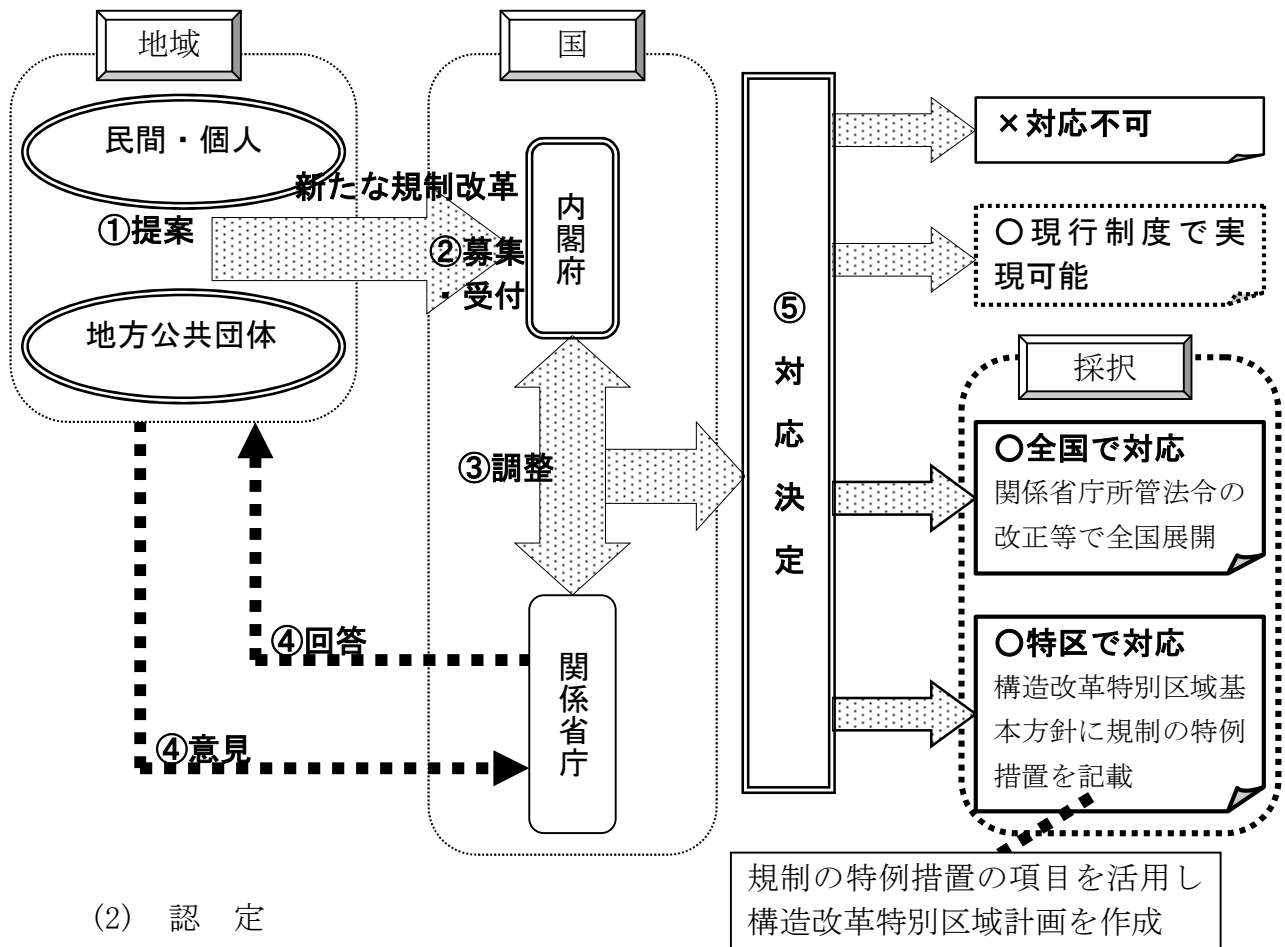 地域
国
民間・個人
新たな規制改革
①提案
②募集
・受付
内閣府
地方公共団体
③調整
④回答
④意見
関係省庁
⑤対応決定
×対応不可
○現行制度で実
現可能
採択
○全国で対応
関係省庁所管法令の
改正等で全国展開
○特区で対応
構造改革特別区域基
本方針に規制の特例
措置を記載
規制の特例措置の項目を活用し
構造改革特別区域計画を作成
(2) 認 定